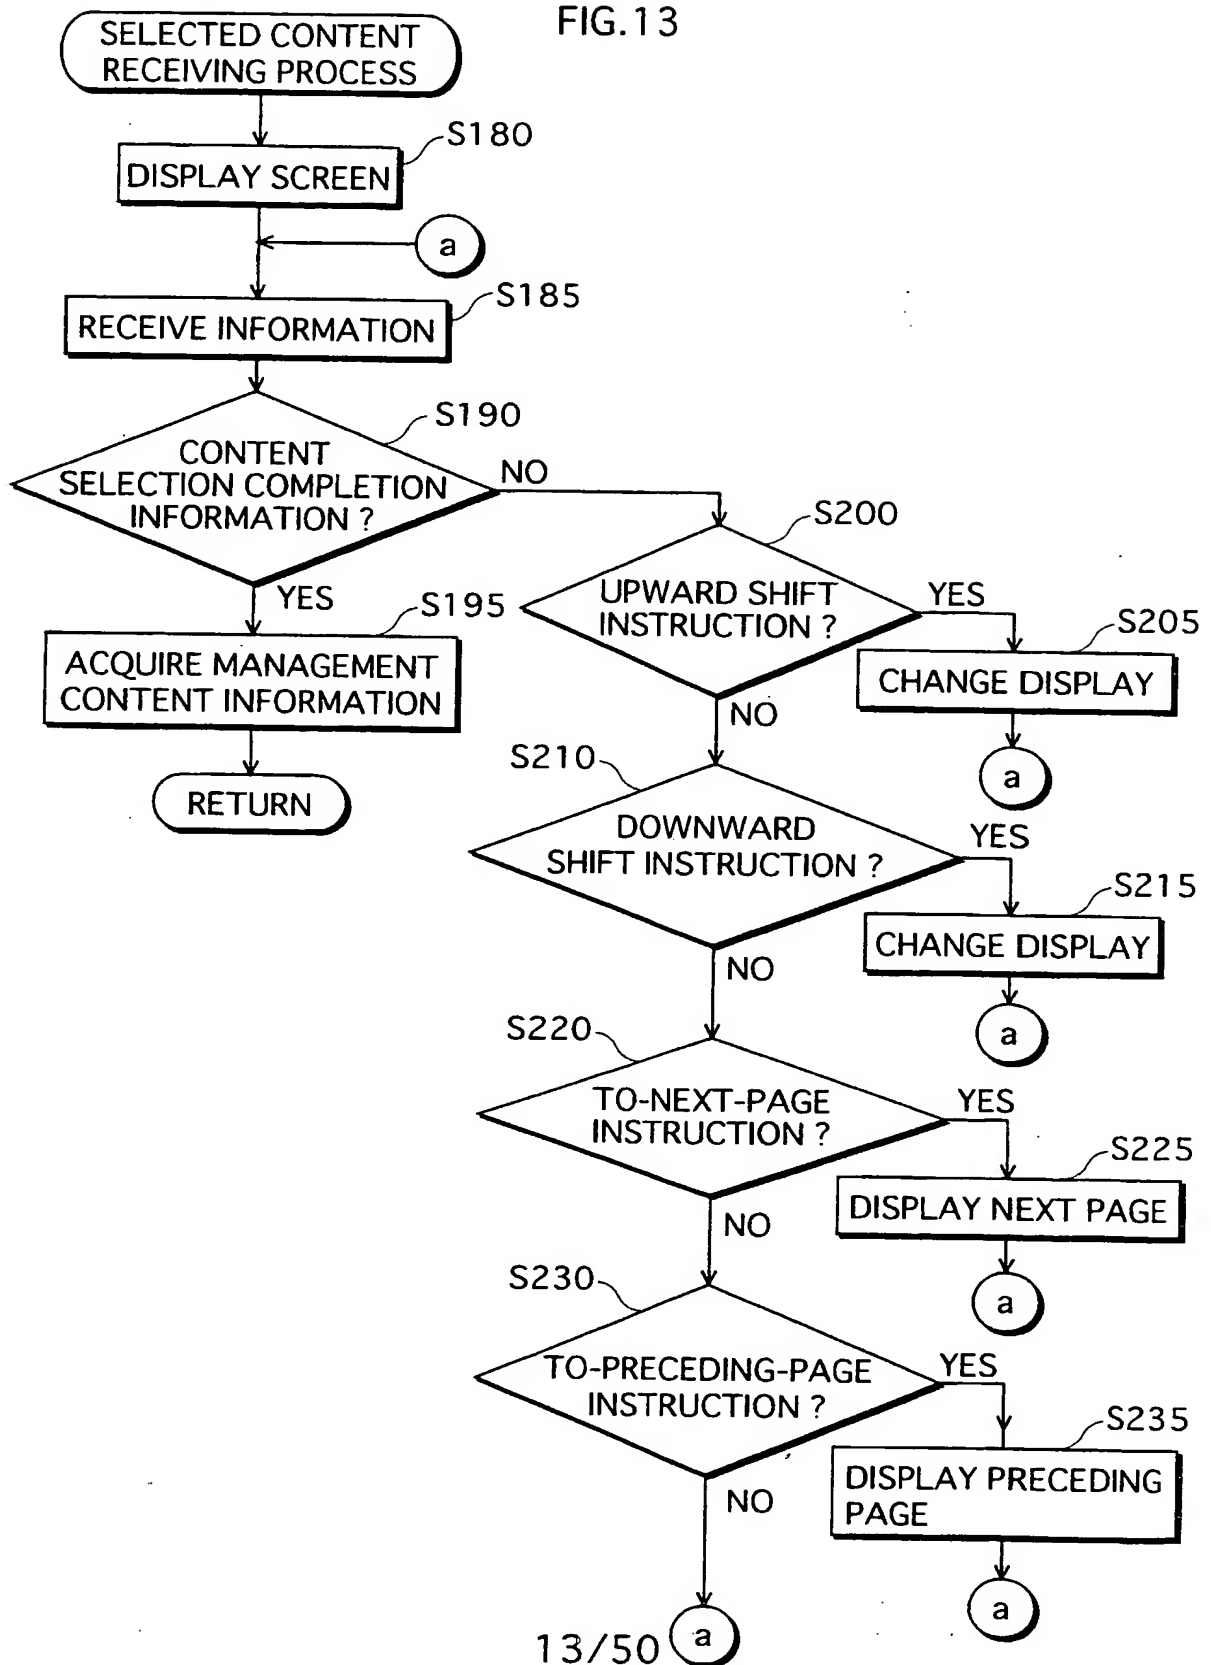 FIG.13
SELECTED CONTENT
RECEIVING PROCESS
S180
DISPLAY SCREEN
a
S185
RECEIVE INFORMATION
S190
CONTENT
SELECTION COMPLETION
INFORMATION ?
NO
YES
S195
ACQUIRE MANAGEMENT
CONTENT INFORMATION
RETURN
S200
UPWARD SHIFT
INSTRUCTION ?
YES
S205
CHANGE DISPLAY
a
NO
S210
DOWNWARD
SHIFT INSTRUCTION ?
YES
S215
CHANGE DISPLAY
a
NO
S220
TO-NEXT-PAGE
INSTRUCTION ?
YES
S225
DISPLAY NEXT PAGE
a
NO
S230
TO-PRECEDING-PAGE
INSTRUCTION ?
YES
S235
DISPLAY PRECEDING
PAGE
a
NO
a
13/50